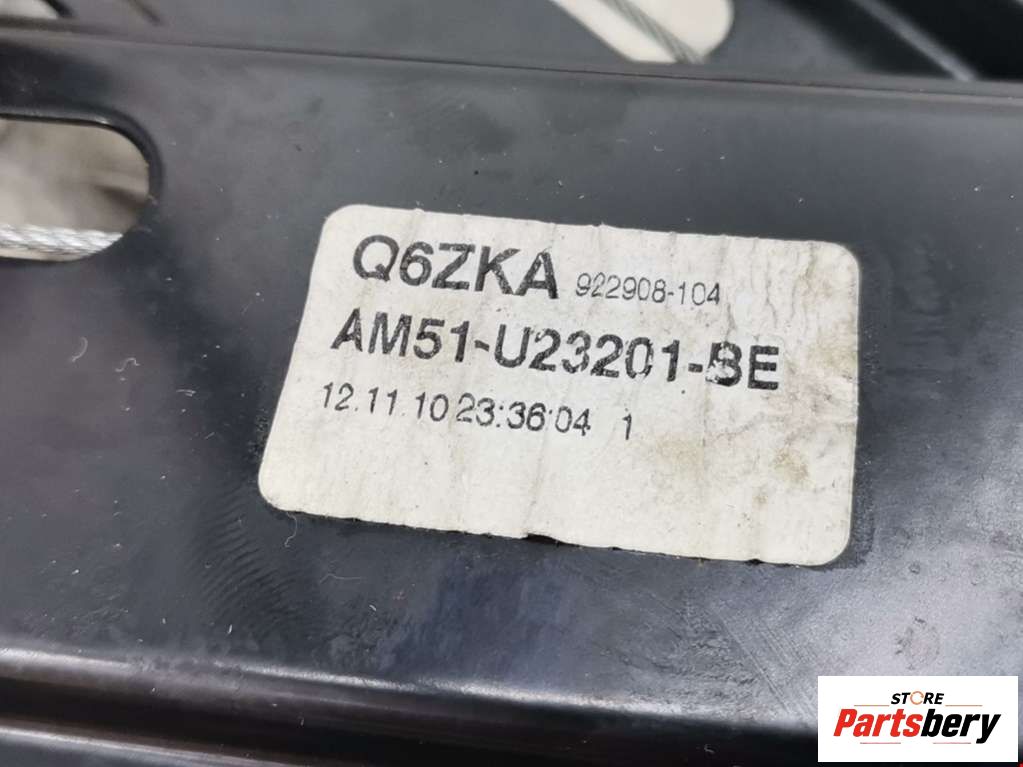 Q6ZKA 922908-104
AM51-U23201-BE
12.11.10 23:36:04 1
STORE
Partsbery